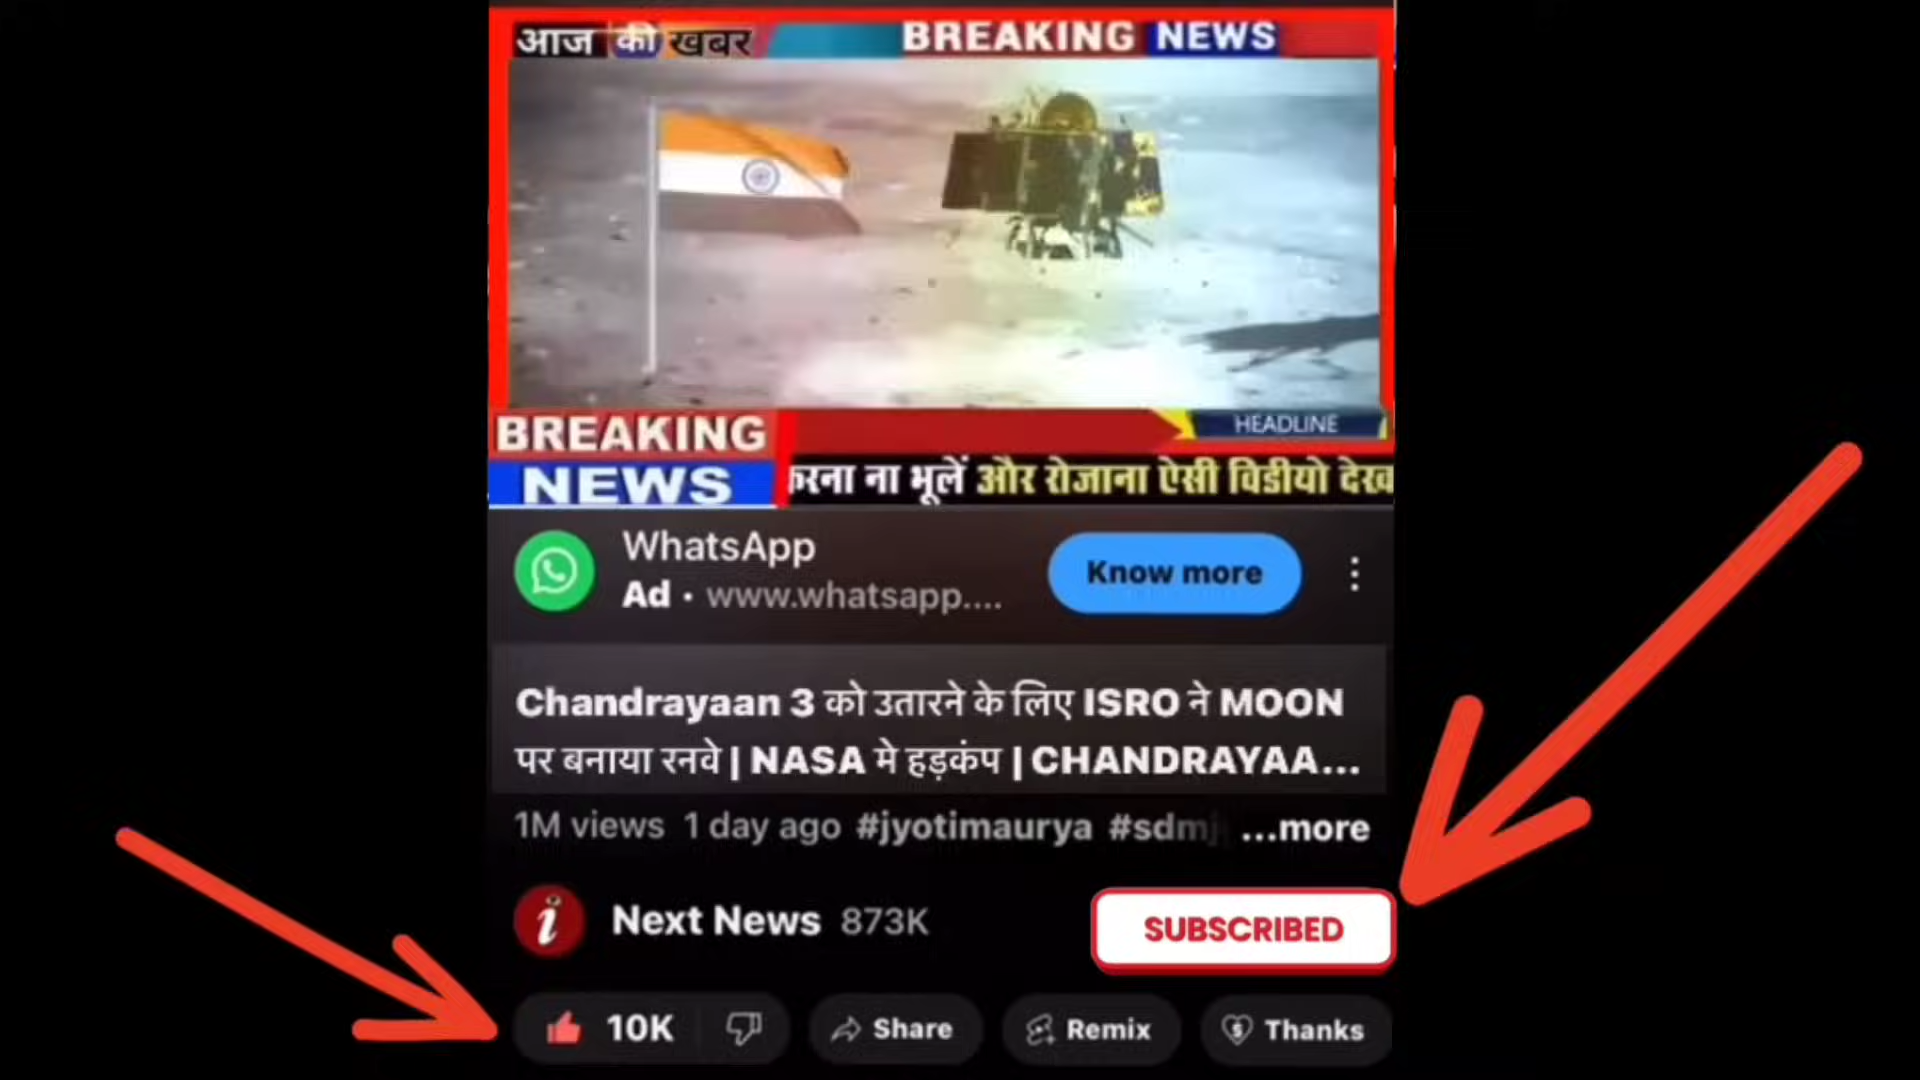 आज की खबर BREAKING NEWS
HEADLINE
BREAKING
NEWS
करना ना भूलें और रोजाना ऐसी विडीयो देख
WhatsApp
Ad • www.whatsapp....
Know more
Chandrayaan 3 को उतारने के लिए ISRO ने MOON
पर बनाया रनवे | NASA मे हड़कंप | CHANDRAYAA...
1M views 1 day ago #jyotimaurya #sdmj ...more
Next News 873K
SUBSCRIBED
10K Share Remix Thanks